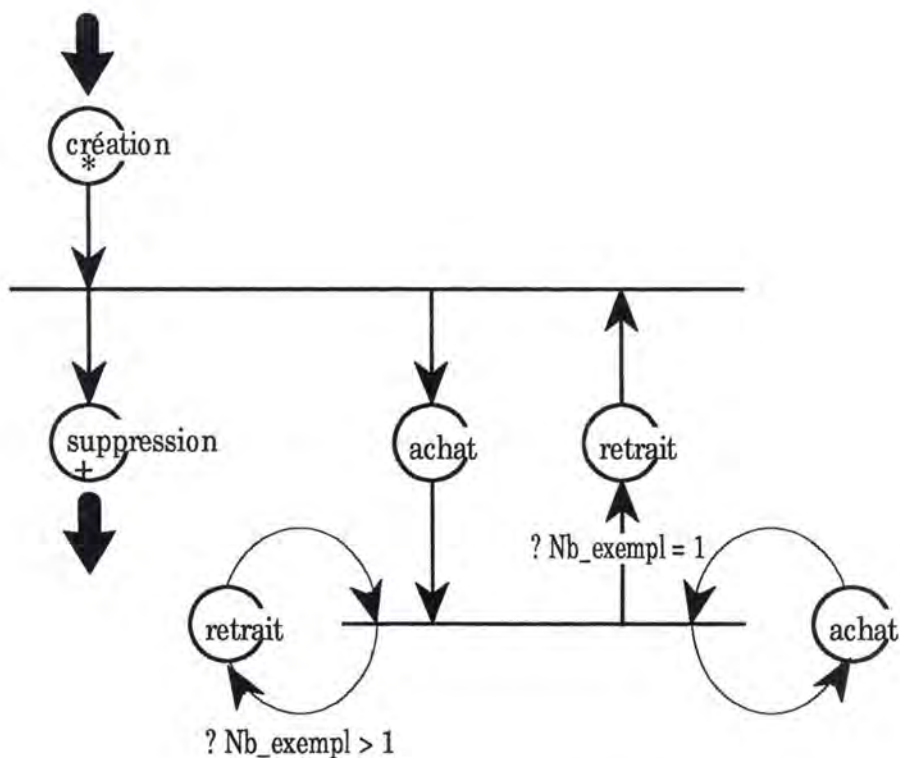 création
*
suppression
+
achat
retrait
? Nb_exempl = 1
retrait
achat
? Nb_exempl > 1